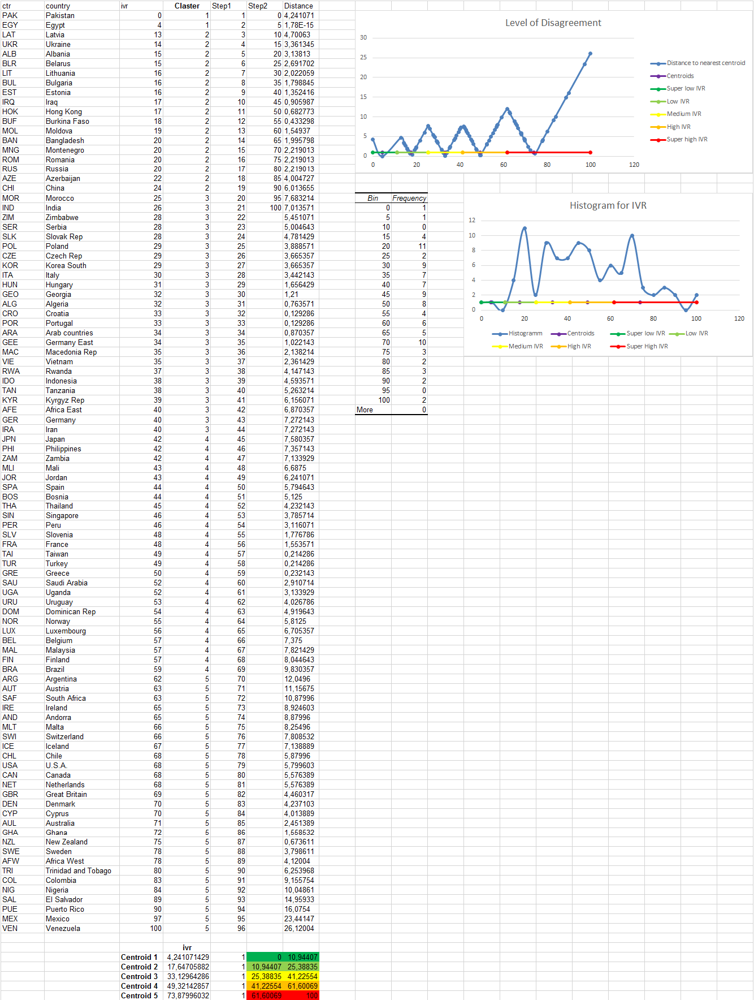 ctr country ivr Claster Step1 Step2 Distance
PAK Pakistan 0 1 1 0 4,241071
EGY Egypt 4 1 2 5 1,78E-15
LAT Latvia 13 2 3 10 4,70063
UKR Ukraine 14 2 4 15 3,361345
ALB Albania 15 2 5 20 3,13813
BLR Belarus 15 2 6 25 2,691702
LIT Lithuania 16 2 7 30 2,022059
BUL Bulgaria 16 2 8 35 1,798845
EST Estonia 16 2 9 40 1,352416
IRQ Iraq 17 2 10 45 0,905987
HOK Hong Kong 17 2 11 50 0,682773
BUF Burkina Faso 18 2 12 55 0,433298
MOL Moldova 19 2 13 60 1,54937
BAN Bangladesh 20 2 14 65 1,995798
MNG Montenegro 20 2 15 70 2,219013
ROM Romania 20 2 16 75 2,219013
RUS Russia 20 2 17 80 2,219013
AZE Azerbaijan 22 2 18 85 4,004727
CHI China 24 2 19 90 6,013655
MOR Morocco 25 3 20 95 7,683214
IND India 26 3 21 100 7,013571
ZIM Zimbabwe 28 3 22 5,451071
SER Serbia 28 3 23 5,004643
SLK Slovak Rep 28 3 24 4,781429
POL Poland 29 3 25 3,888571
CZE Czech Rep 29 3 26 3,665357
KOR Korea South 29 3 27 3,665357
ITA Italy 30 3 28 3,442143
HUN Hungary 31 3 29 1,656429
GEO Georgia 32 3 30 1,21
ALG Algeria 32 3 31 0,763571
CRO Croatia 33 3 32 0,129286
POR Portugal 33 3 33 0,129286
ARA Arab countries 34 3 34 0,870357
GEE Germany East 34 3 35 1,022143
MAC Macedonia Rep 35 3 36 2,138214
VIE Vietnam 35 3 37 2,361429
RWA Rwanda 37 3 38 4,147143
IDO Indonesia 38 3 39 4,593571
TAN Tanzania 38 3 40 5,263214
KYR Kyrgyz Rep 39 3 41 6,156071
AFE Africa East 40 3 42 6,870357
GER Germany 40 3 43 7,272143
IRA Iran 40 3 44 7,272143
JPN Japan 42 4 45 7,580357
PHI Philippines 42 4 46 7,357143
ZAM Zambia 42 4 47 7,133929
MLI Mali 43 4 48 6,6875
JOR Jordan 43 4 49 6,241071
SPA Spain 44 4 50 5,794643
BOS Bosnia 44 4 51 5,125
THA Thailand 45 4 52 4,232143
SIN Singapore 46 4 53 3,785714
PER Peru 46 4 54 3,116071
SLV Slovenia 48 4 55 1,776786
FRA France 48 4 56 1,553571
TAI Taiwan 49 4 57 0,214286
TUR Turkey 49 4 58 0,214286
GRE Greece 50 4 59 0,232143
SAU Saudi Arabia 52 4 60 2,910714
UGA Uganda 52 4 61 3,133929
URU Uruguay 53 4 62 4,026786
DOM Dominican Rep 54 4 63 4,919643
NOR Norway 55 4 64 5,8125
LUX Luxembourg 56 4 65 6,705357
BEL Belgium 57 4 66 7,375
MAL Malaysia 57 4 67 7,821429
FIN Finland 57 4 68 8,044643
BRA Brazil 59 4 69 9,830357
ARG Argentina 62 5 70 12,0496
AUT Austria 63 5 71 11,15675
SAF South Africa 63 5 72 10,87996
IRE Ireland 65 5 73 8,924603
AND Andorra 65 5 74 8,87996
MLT Malta 66 5 75 8,25496
SWI Switzerland 66 5 76 7,808532
ICE Iceland 67 5 77 7,138889
CHL Chile 68 5 78 5,87996
USA U.S.A. 68 5 79 5,799603
CAN Canada 68 5 80 5,576389
NET Netherlands 68 5 81 5,576389
GBR Great Britain 69 5 82 4,460317
DEN Denmark 70 5 83 4,237103
CYP Cyprus 70 5 84 4,013889
AUL Australia 71 5 85 2,451389
GHA Ghana 72 5 86 1,558532
NZL New Zealand 75 5 87 0,673611
SWE Sweden 78 5 88 3,798611
AFW Africa West 78 5 89 4,12004
TRI Trinidad and Tobago 80 5 90 6,253968
COL Colombia 83 5 91 9,155754
NIG Nigeria 84 5 92 10,04861
SAL El Salvador 89 5 93 14,95933
PUE Puerto Rico 90 5 94 16,0754
MEX Mexico 97 5 95 23,44147
VEN Venezuela 100 5 96 26,12004
ivr
Centroid 1 4,241071429 1 0 10,94407
Centroid 2 17,64705882 1 10,94407 25,38835
Centroid 3 33,12964286 1 25,38835 41,22554
Centroid 4 49,32142857 1 41,22554 61,60069
Centroid 5 73,87996032 1 61,60069 100
Level of Disagreement
30
25
20
15
10
5
0
0 20 40 60 80 100 120
Distance to nearest centroid
Centroids
Super low IVR
Low IVR
Medium IVR
High IVR
Super high IVR
Bin Frequency
0 1
5 1
10 0
15 4
20 11
25 2
30 9
35 7
40 7
45 9
50 8
55 4
60 6
65 5
70 10
75 3
80 2
85 3
90 2
95 0
100 2
More 0
Histogram for IVR
12
10
8
6
4
2
0
0 20 40 60 80 100 120
Histogramm Centroids Super low IVR Low IVR
Medium IVR High IVR Super High IVR